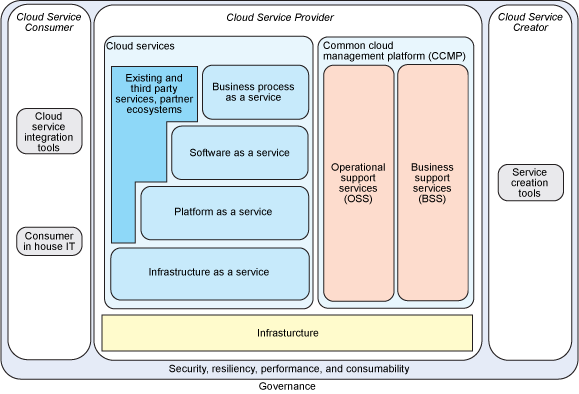 Cloud Service
Consumer
Cloud Service Provider
Cloud Service
Creator
Cloud services
Common cloud
management platform (CCMP)
Existing and
third party
services, partner
ecosystems
Business process
as a service
Cloud
service
integration
tools
Software as a service
Operational
support
services
(OSS)
Business
support
services
(BSS)
Service
creation
tools
Platform as a service
Consumer
in house IT
Infrastructure as a service
Infrasturcture
Security, resiliency, performance, and consumability
Governance